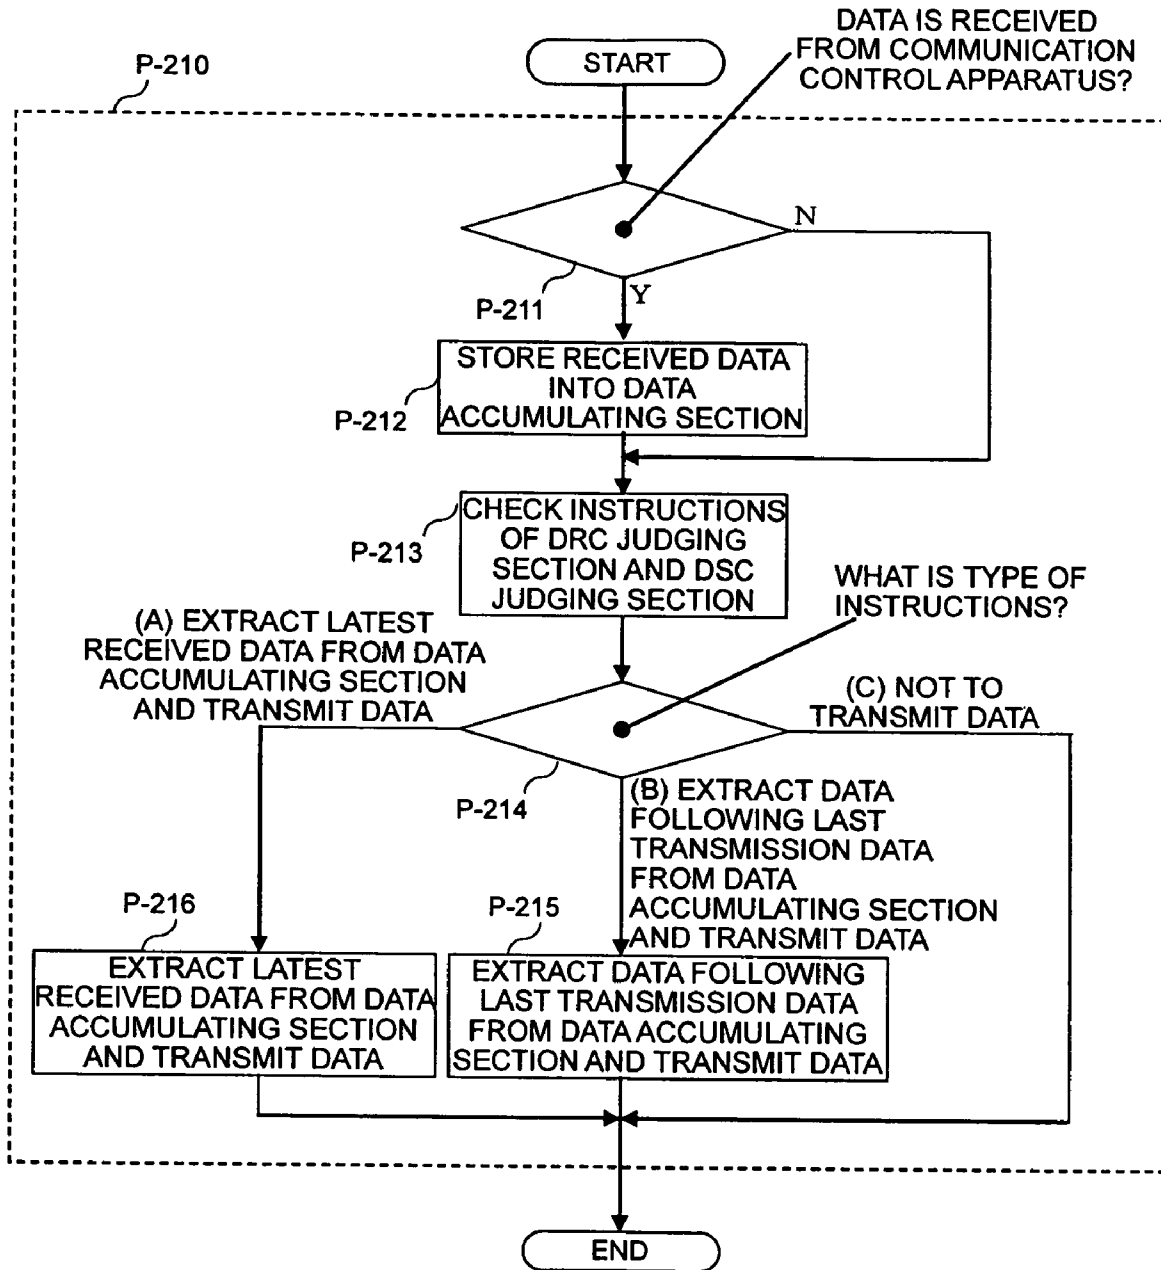 DATA IS RECEIVED
FROM COMMUNICATION
CONTROL APPARATUS?
START
P-210
N
P-211
Y
STORE RECEIVED DATA
INTO DATA
ACCUMULATING SECTION
P-212
CHECK INSTRUCTIONS
OF DRC JUDGING
SECTION AND DSC
JUDGING SECTION
P-213
WHAT IS TYPE OF
INSTRUCTIONS?
(A) EXTRACT LATEST
RECEIVED DATA FROM DATA
ACCUMULATING SECTION
AND TRANSMIT DATA
(C) NOT TO
TRANSMIT DATA
P-214
(B) EXTRACT DATA
FOLLOWING LAST
TRANSMISSION DATA
FROM DATA
ACCUMULATING SECTION
AND TRANSMIT DATA
P-216
P-215
EXTRACT LATEST
RECEIVED DATA FROM DATA
ACCUMULATING SECTION
AND TRANSMIT DATA
EXTRACT DATA FOLLOWING
LAST TRANSMISSION DATA
FROM DATA ACCUMULATING
SECTION AND TRANSMIT DATA
END